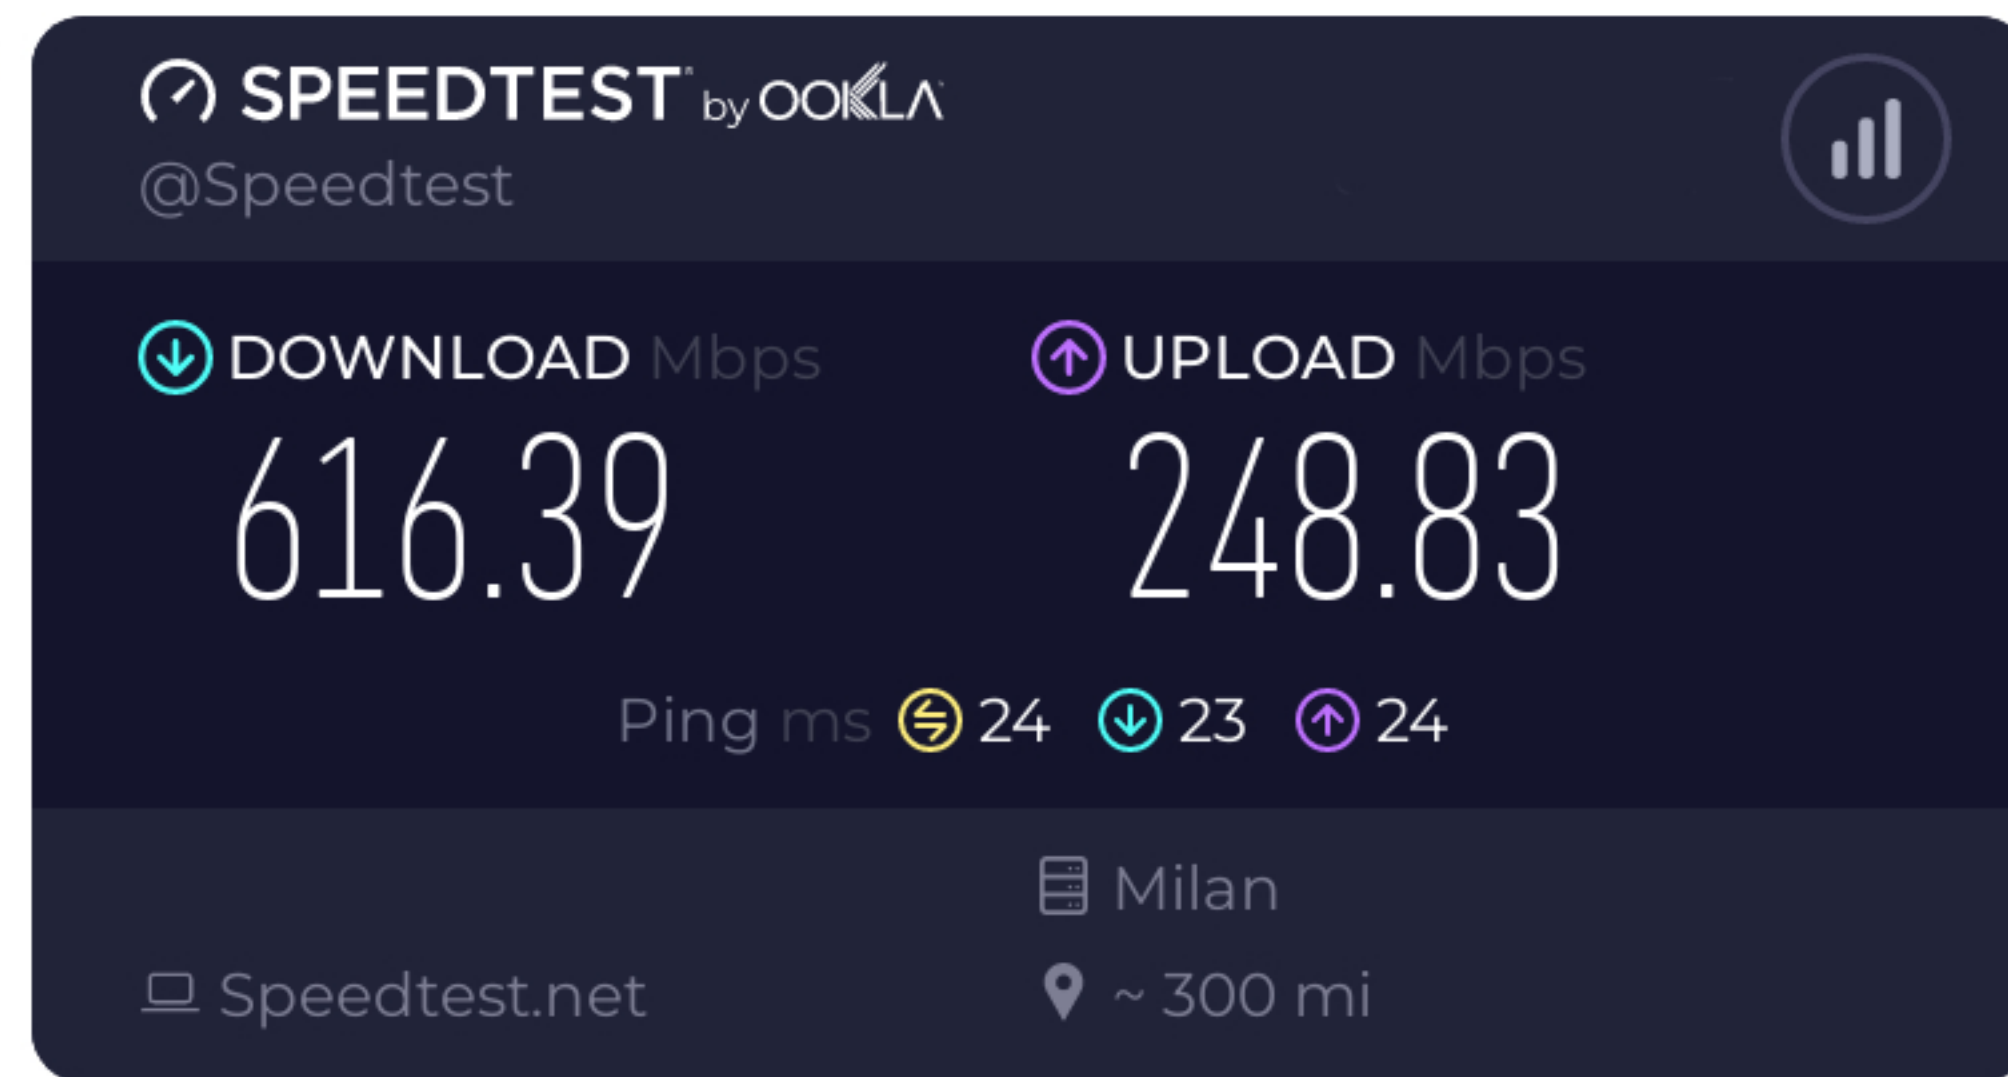 SPEEDTEST by OOKLA
@Speedtest
DOWNLOAD Mbps
616.39
UPLOAD Mbps
248.83
Ping ms 24 23 24
Milan
Speedtest.net
~ 300 mi